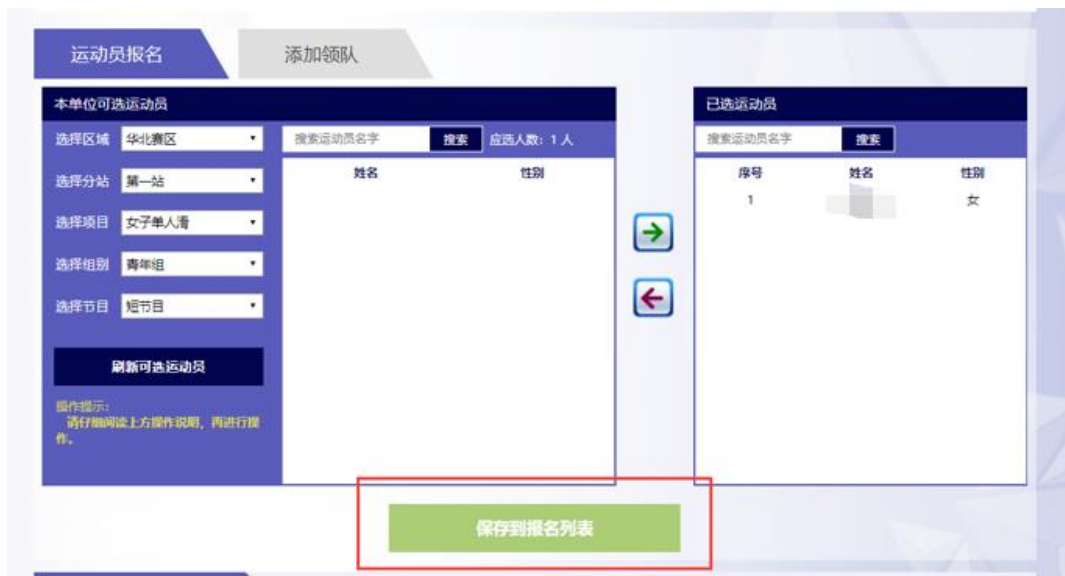 运动员报名
添加领队
本单位可选运动员
已选运动员
选择区域 华北赛区
搜索运动员名字 搜索 应选人数：1 人
搜索运动员名字 搜索
选择分站 第一站
姓名 性别
序号 姓名 性别
1 女
选择项目 女子单人滑
选择组别 青年组
选择节目 短节目
刷新可选运动员
操作提示：
请仔细阅读上方操作说明，再进行操
作。
保存到报名列表